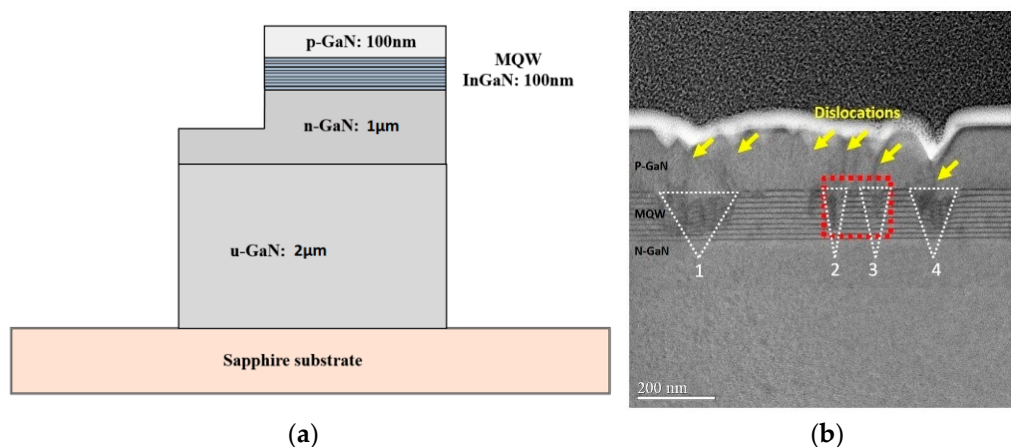 p-GaN: 100nm
MQW
InGaN: 100nm
n-GaN: 1μm
u-GaN: 2μm
Sapphire substrate
(a)
Dislocations
P-GaN
MQW
N-GaN
1
2
3
4
200 nm
(b)